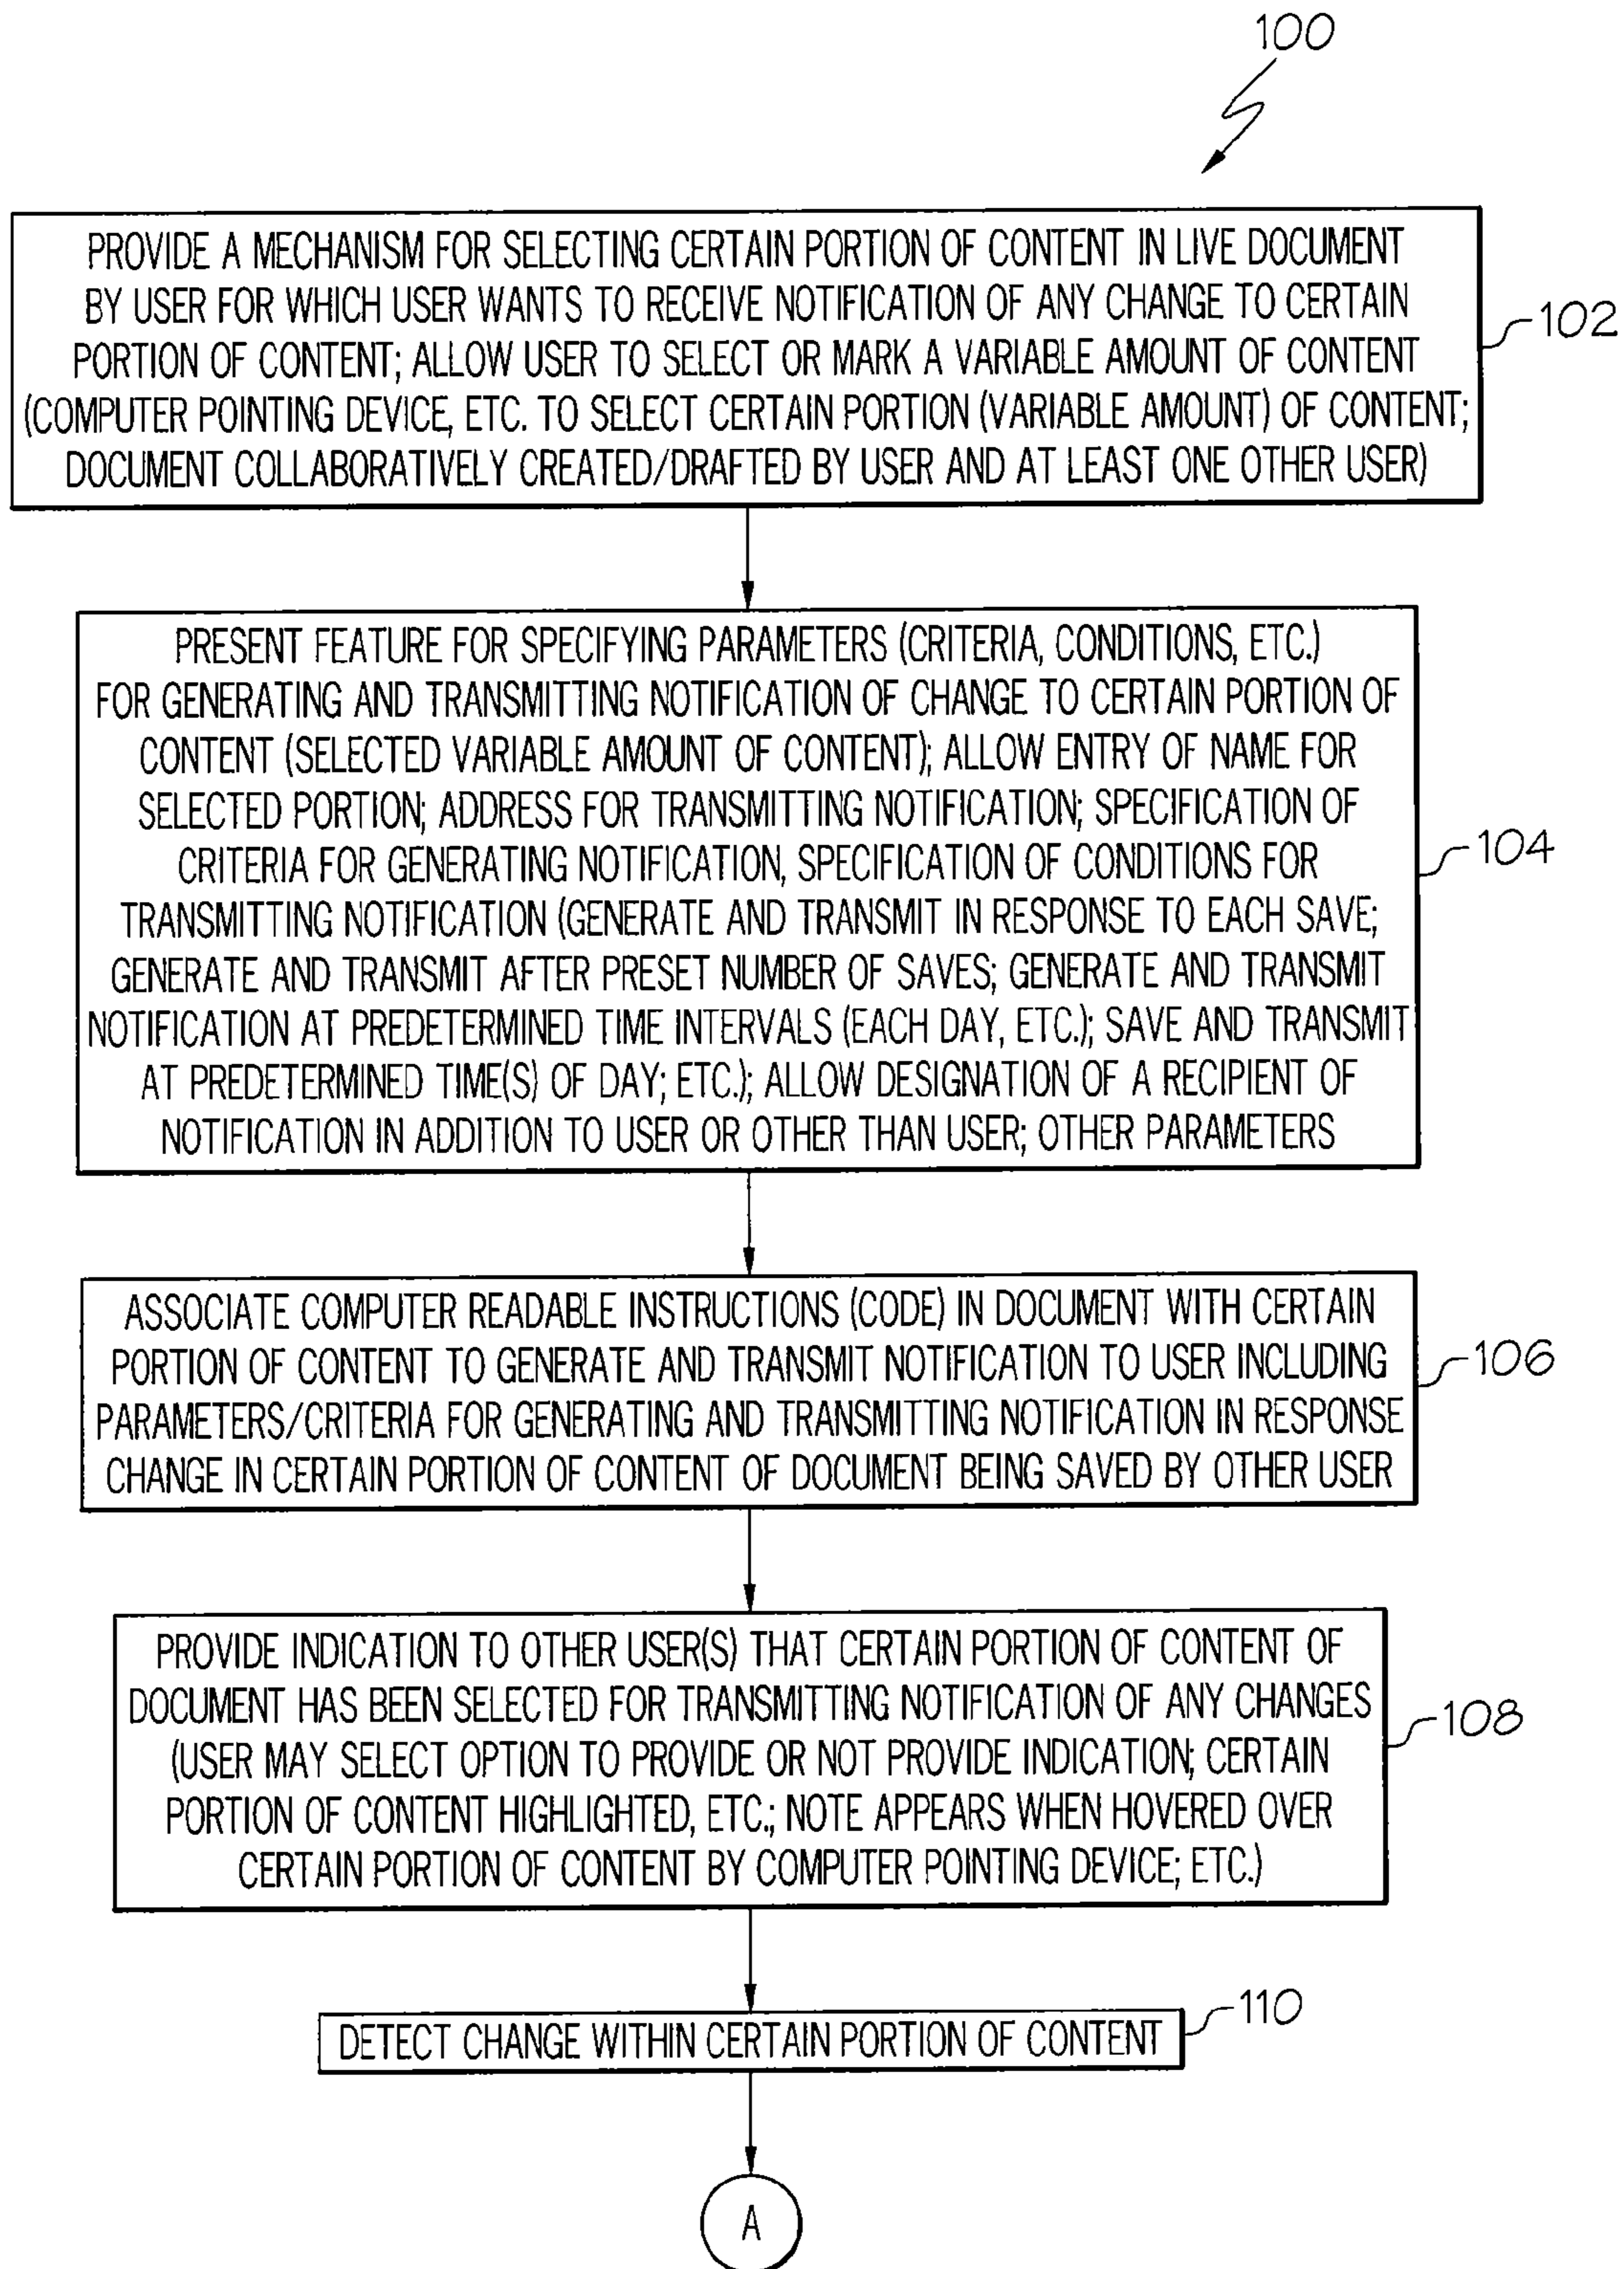 100
PROVIDE A MECHANISM FOR SELECTING CERTAIN PORTION OF CONTENT IN LIVE DOCUMENT
BY USER FOR WHICH USER WANTS TO RECEIVE NOTIFICATION OF ANY CHANGE TO CERTAIN
PORTION OF CONTENT; ALLOW USER TO SELECT OR MARK A VARIABLE AMOUNT OF CONTENT
(COMPUTER POINTING DEVICE, ETC. TO SELECT CERTAIN PORTION (VARIABLE AMOUNT) OF CONTENT;
DOCUMENT COLLABORATIVELY CREATED/DRAFTED BY USER AND AT LEAST ONE OTHER USER)
102
PRESENT FEATURE FOR SPECIFYING PARAMETERS (CRITERIA, CONDITIONS, ETC.)
FOR GENERATING AND TRANSMITTING NOTIFICATION OF CHANGE TO CERTAIN PORTION OF
CONTENT (SELECTED VARIABLE AMOUNT OF CONTENT); ALLOW ENTRY OF NAME FOR
SELECTED PORTION; ADDRESS FOR TRANSMITTING NOTIFICATION; SPECIFICATION OF
CRITERIA FOR GENERATING NOTIFICATION, SPECIFICATION OF CONDITIONS FOR
TRANSMITTING NOTIFICATION (GENERATE AND TRANSMIT IN RESPONSE TO EACH SAVE;
GENERATE AND TRANSMIT AFTER PRESET NUMBER OF SAVES; GENERATE AND TRANSMIT
NOTIFICATION AT PREDETERMINED TIME INTERVALS (EACH DAY, ETC.); SAVE AND TRANSMIT
AT PREDETERMINED TIME(S) OF DAY; ETC.); ALLOW DESIGNATION OF A RECIPIENT OF
NOTIFICATION IN ADDITION TO USER OR OTHER THAN USER; OTHER PARAMETERS
104
ASSOCIATE COMPUTER READABLE INSTRUCTIONS (CODE) IN DOCUMENT WITH CERTAIN
PORTION OF CONTENT TO GENERATE AND TRANSMIT NOTIFICATION TO USER INCLUDING
PARAMETERS/CRITERIA FOR GENERATING AND TRANSMITTING NOTIFICATION IN RESPONSE
CHANGE IN CERTAIN PORTION OF CONTENT OF DOCUMENT BEING SAVED BY OTHER USER
106
PROVIDE INDICATION TO OTHER USER(S) THAT CERTAIN PORTION OF CONTENT OF
DOCUMENT HAS BEEN SELECTED FOR TRANSMITTING NOTIFICATION OF ANY CHANGES
(USER MAY SELECT OPTION TO PROVIDE OR NOT PROVIDE INDICATION; CERTAIN
PORTION OF CONTENT HIGHLIGHTED, ETC.; NOTE APPEARS WHEN HOVERED OVER
CERTAIN PORTION OF CONTENT BY COMPUTER POINTING DEVICE; ETC.)
108
DETECT CHANGE WITHIN CERTAIN PORTION OF CONTENT
110
A